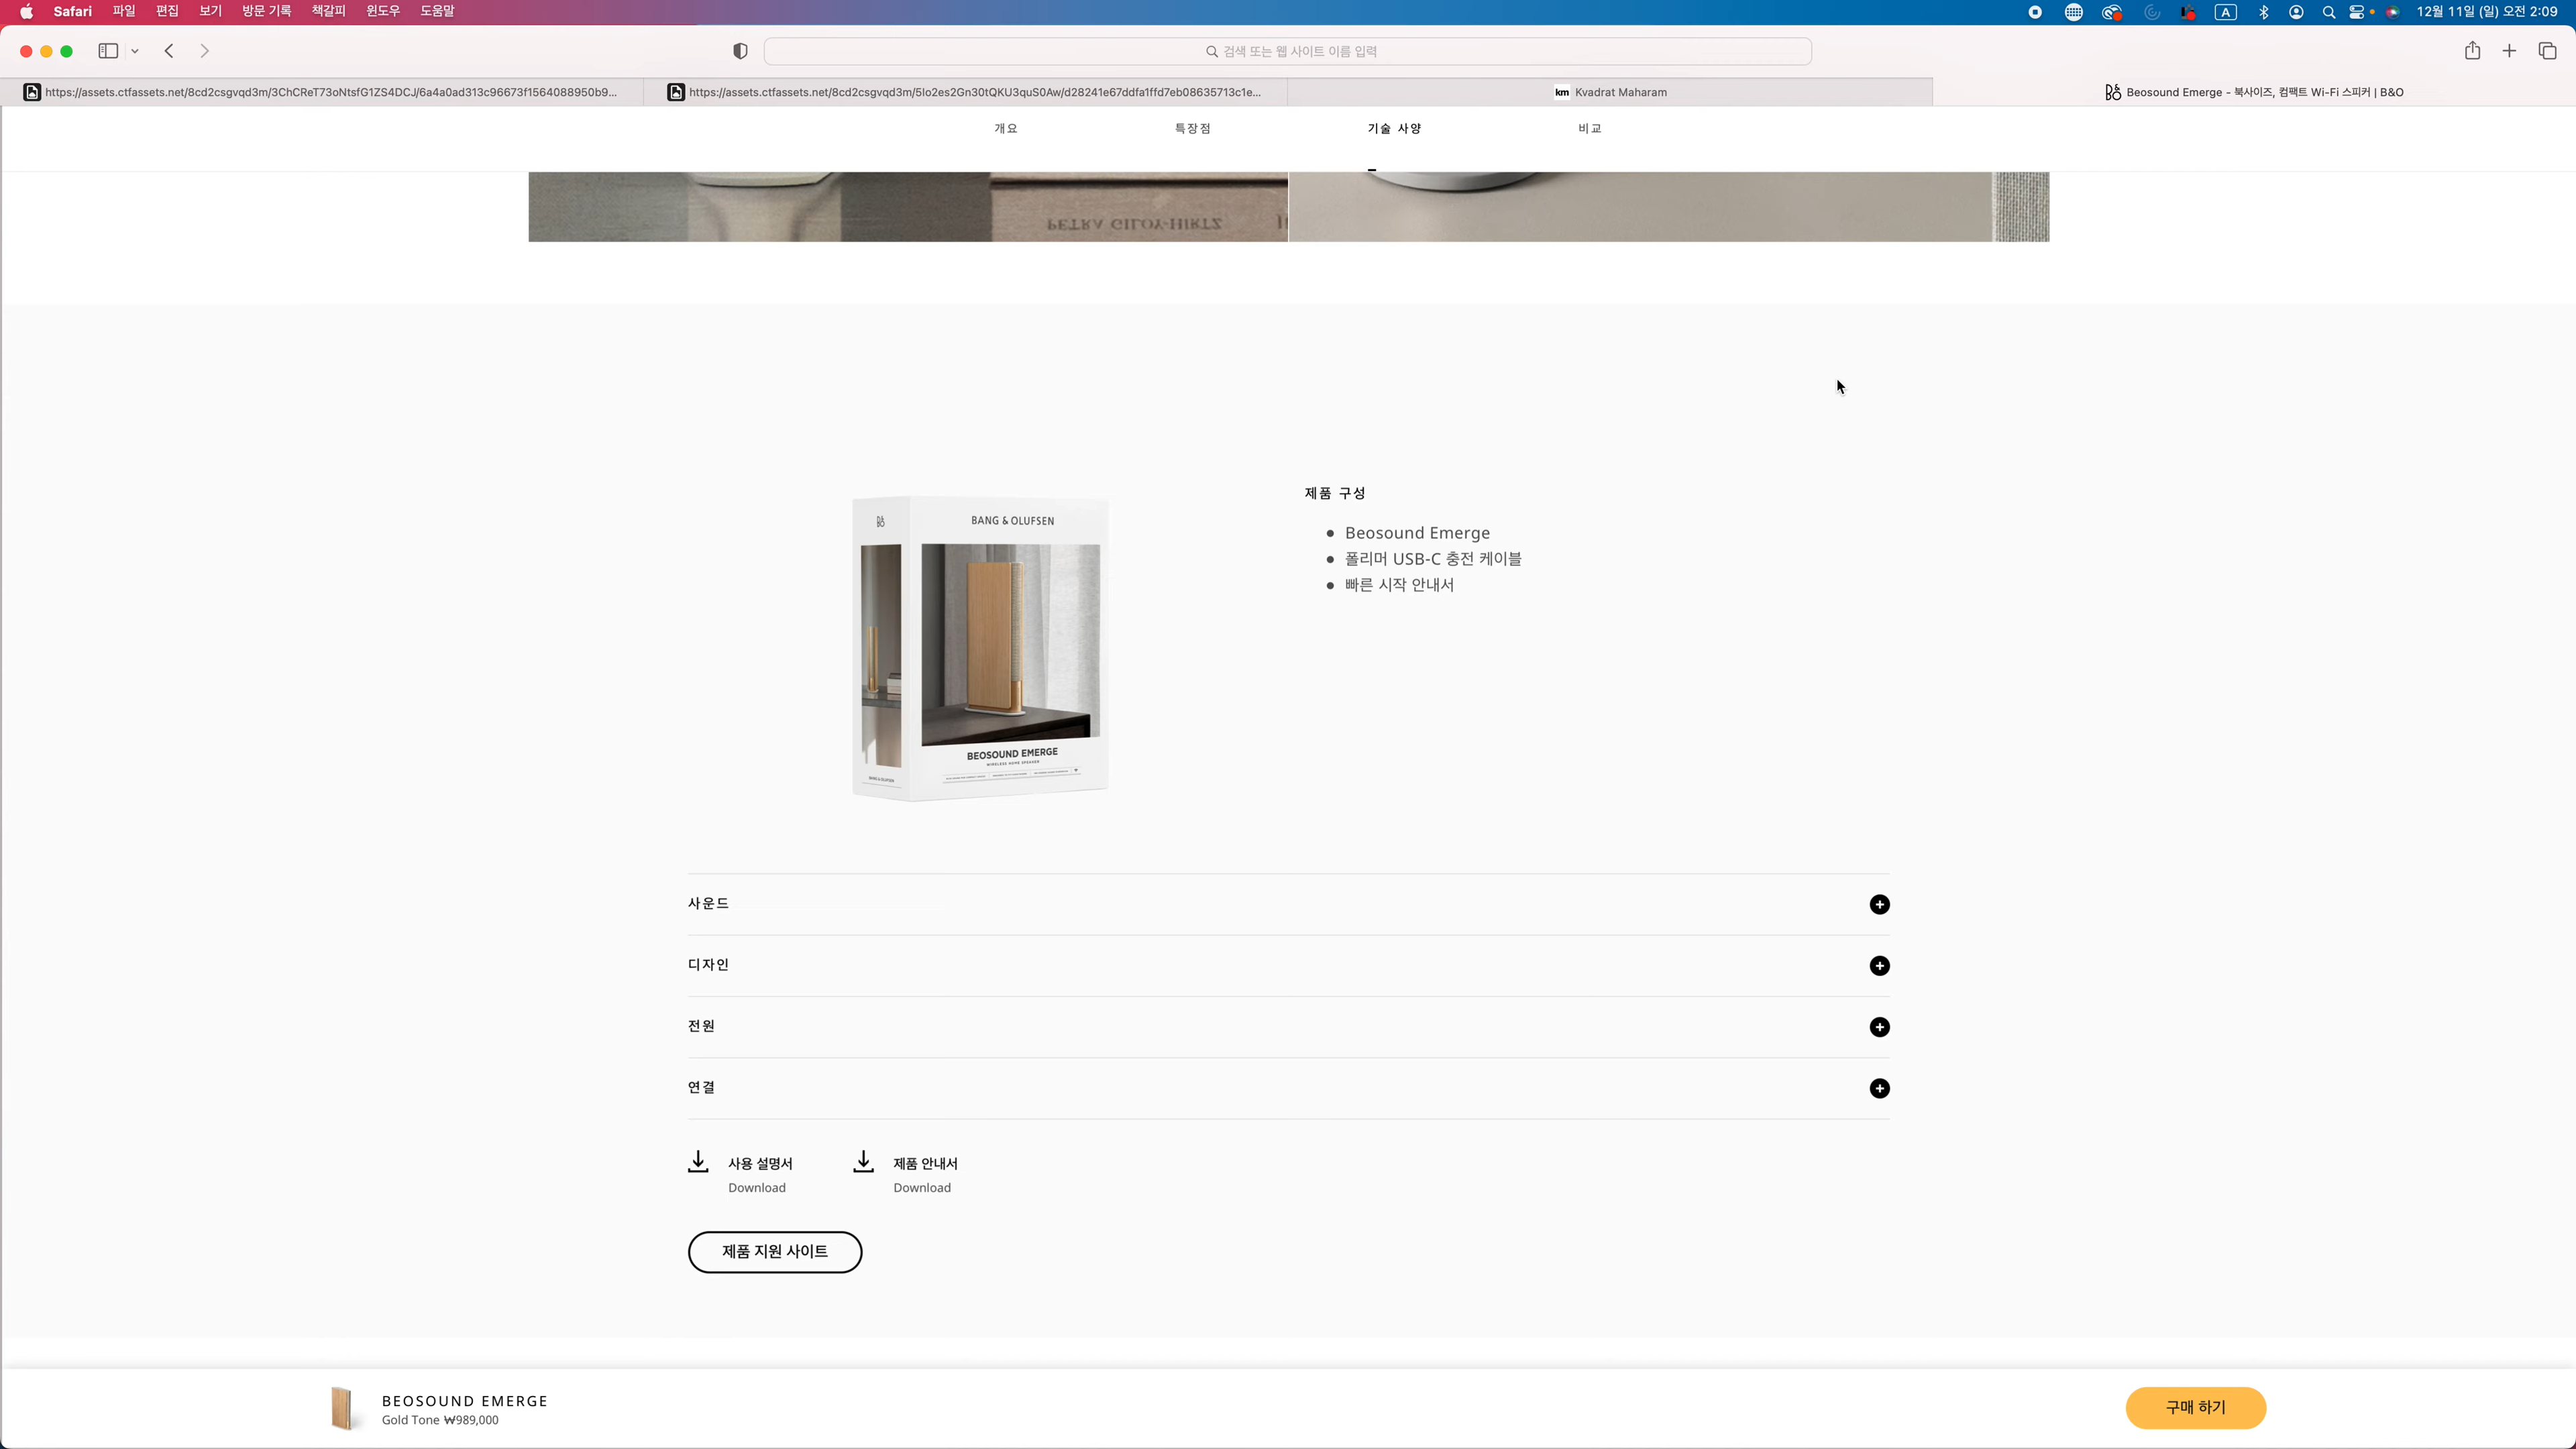 Safari 파일 편집 보기 방문 기록 책갈피 윈도우 도움말
A 12월 11일 (일) 오전 2:09
검색 또는 웹 사이트 이름 입력
https://assets.ctfassets.net/8cd2csgvqd3m/3ChCReT73oNtsfG1ZS4DCJ/6a4a0ad313c96673f1564088950b9...
https://assets.ctfassets.net/8cd2csgvqd3m/5Io2es2Gn30tQKU3quS0Aw/d28241e67ddfa1ffd7eb08635713c1e...
km Kvadrat Maharam
Beosound Emerge - 북사이즈, 컴팩트 Wi-Fi 스피커 | B&O
개요 특장점 기술 사양 비교
PETRA GILOY-HIRTZ
BANG & OLUFSEN
BEOSOUND EMERGE
WIRELESS HOME SPEAKER
BANG & OLUFSEN
제품 구성
Beosound Emerge
폴리머 USB-C 충전 케이블
빠른 시작 안내서
사운드
디자인
전원
연결
사용 설명서
Download
제품 안내서
Download
제품 지원 사이트
BEOSOUND EMERGE
Gold Tone ₩989,000
구매 하기